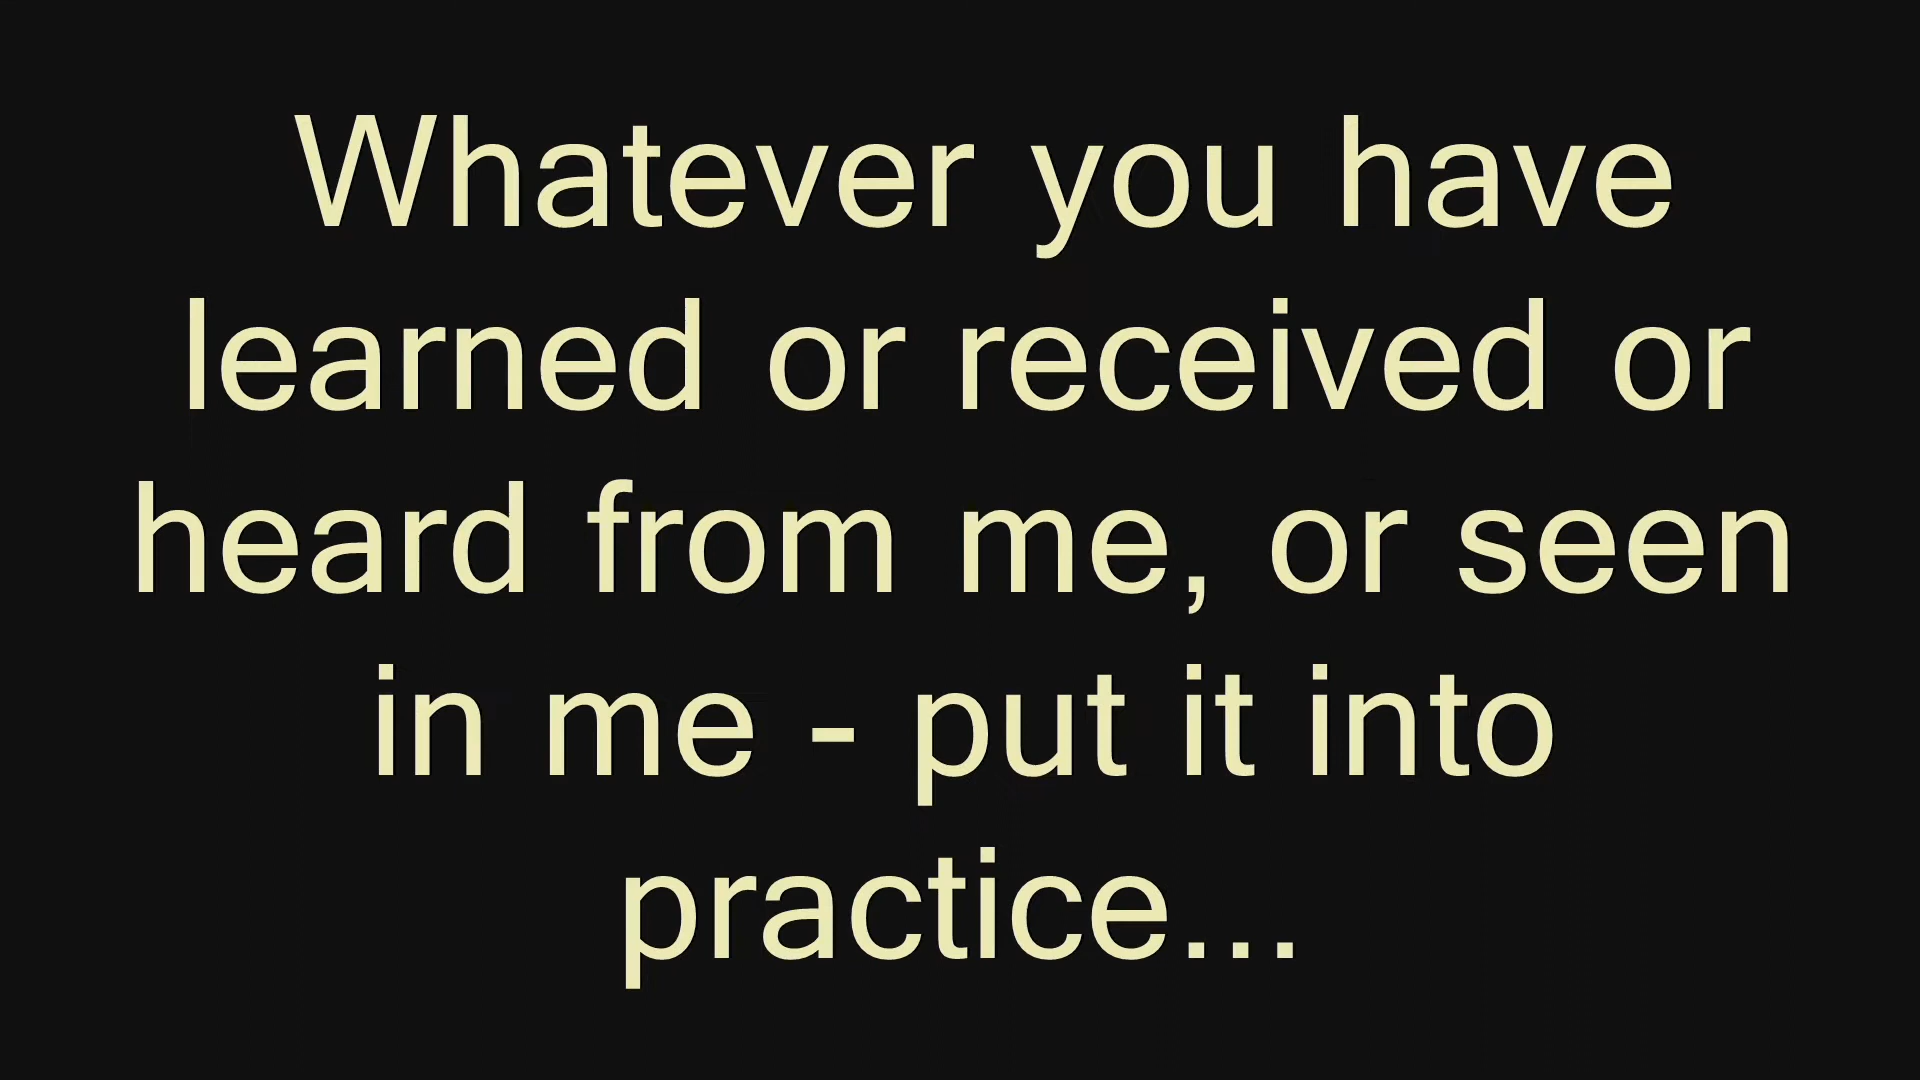 Whatever you have
learned or received or
heard from me, or seen
in me - put it into
practice...